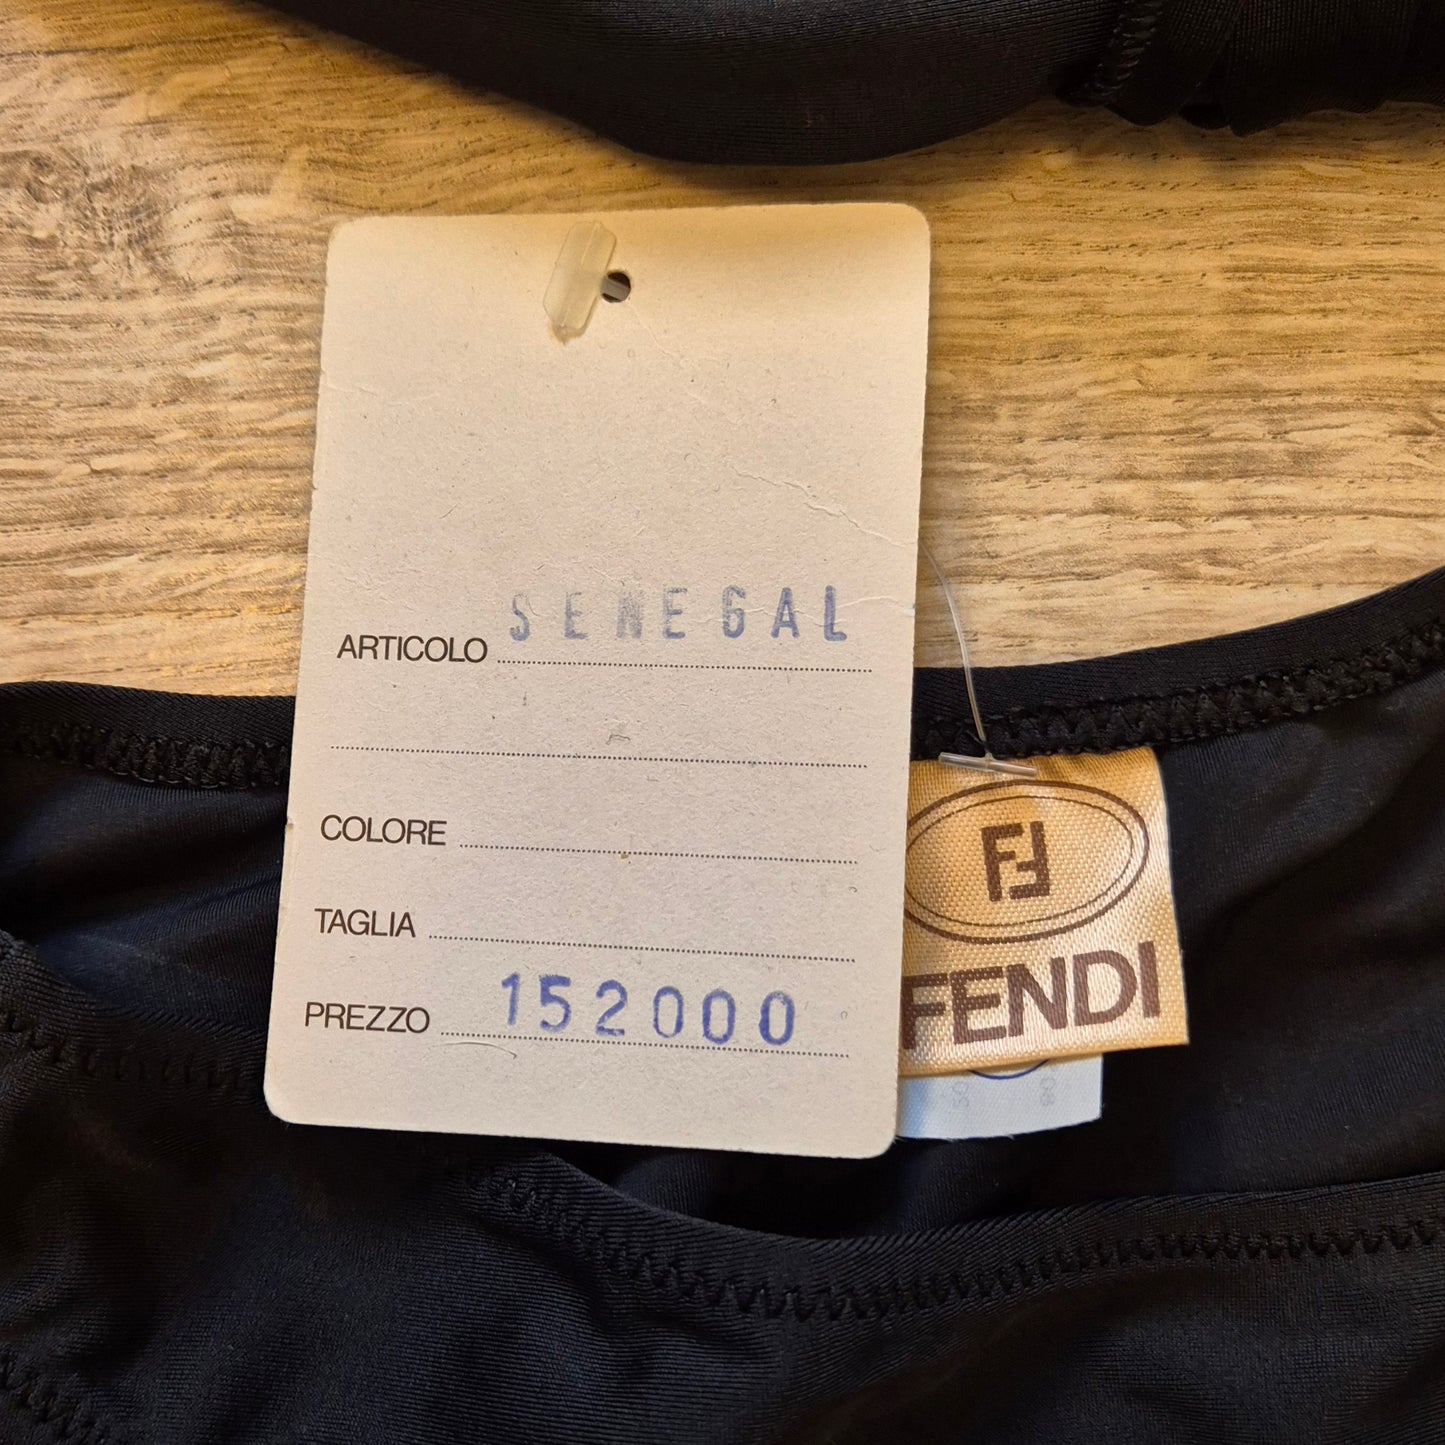 ARTICOLO SENEGAL
COLORE
TAGLIA
PREZZO 152000
FF
FENDI